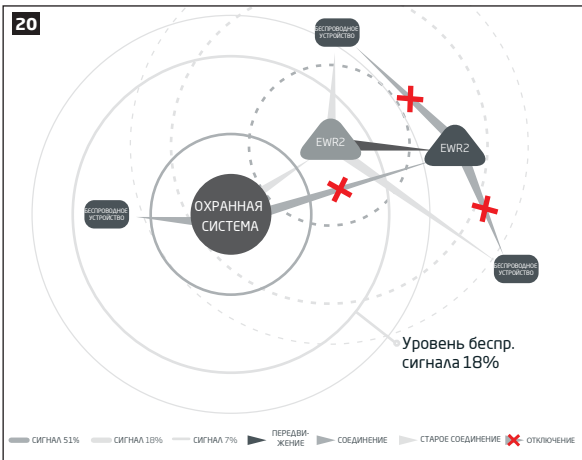 20
БЕСПРОВОДНОЕ
УСТРОЙСТВО
EWR2
EWR2
БЕСПРОВОДНОЕ
УСТРОЙСТВО
ОХРАННАЯ
СИСТЕМА
БЕСПРОВОДНОЕ
УСТРОЙСТВО
Уровень беспр.
сигнала 18%
СИГНАЛ 51%
СИГНАЛ 18%
СИГНАЛ 7%
ПЕРЕДВИ-
ЖЕНИЕ
СОЕДИНЕНИЕ
СТАРОЕ СОЕДИНЕНИЕ
ОТКЛЮЧЕНИЕ